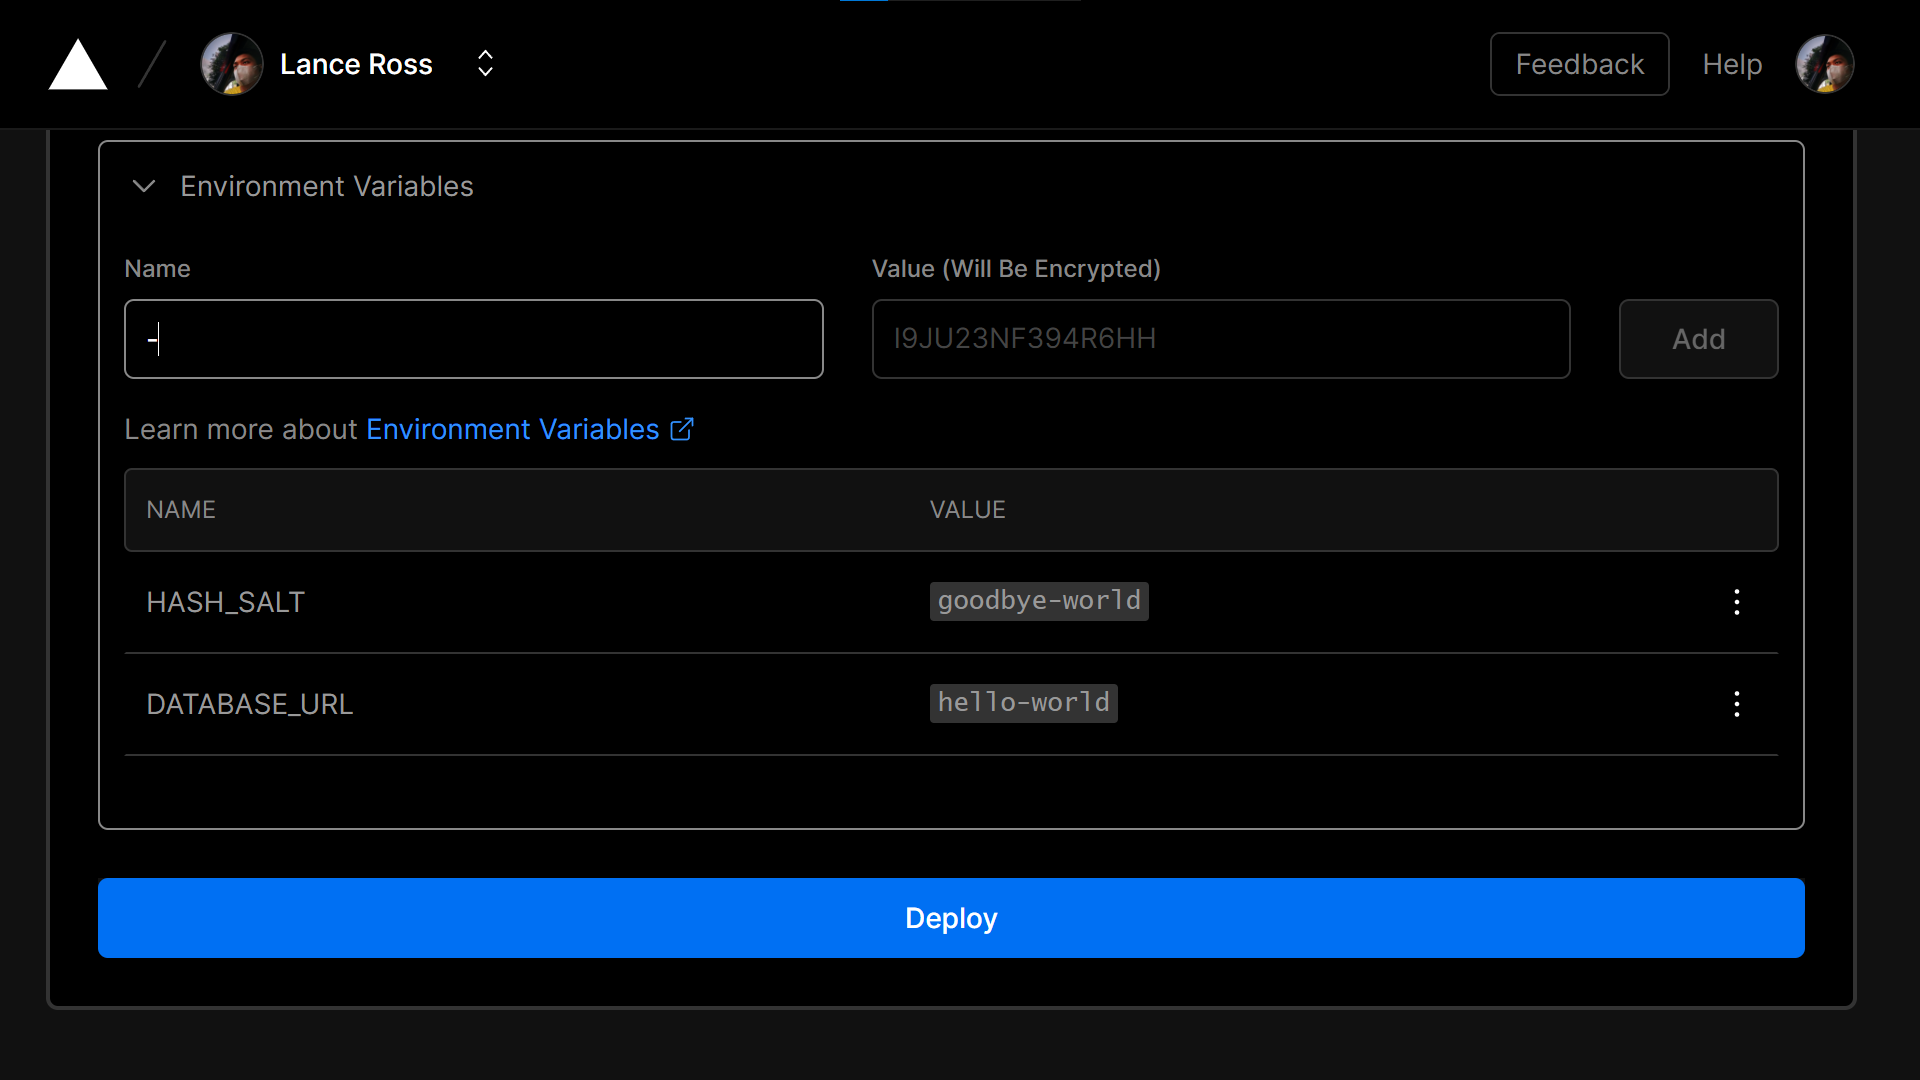 Lance Ross
Feedback
Help
Environment Variables
Name
Value (Will Be Encrypted)
-
I9JU23NF394R6HH
Add
Learn more about Environment Variables
NAME
VALUE
HASH_SALT
goodbye-world
DATABASE_URL
hello-world
Deploy